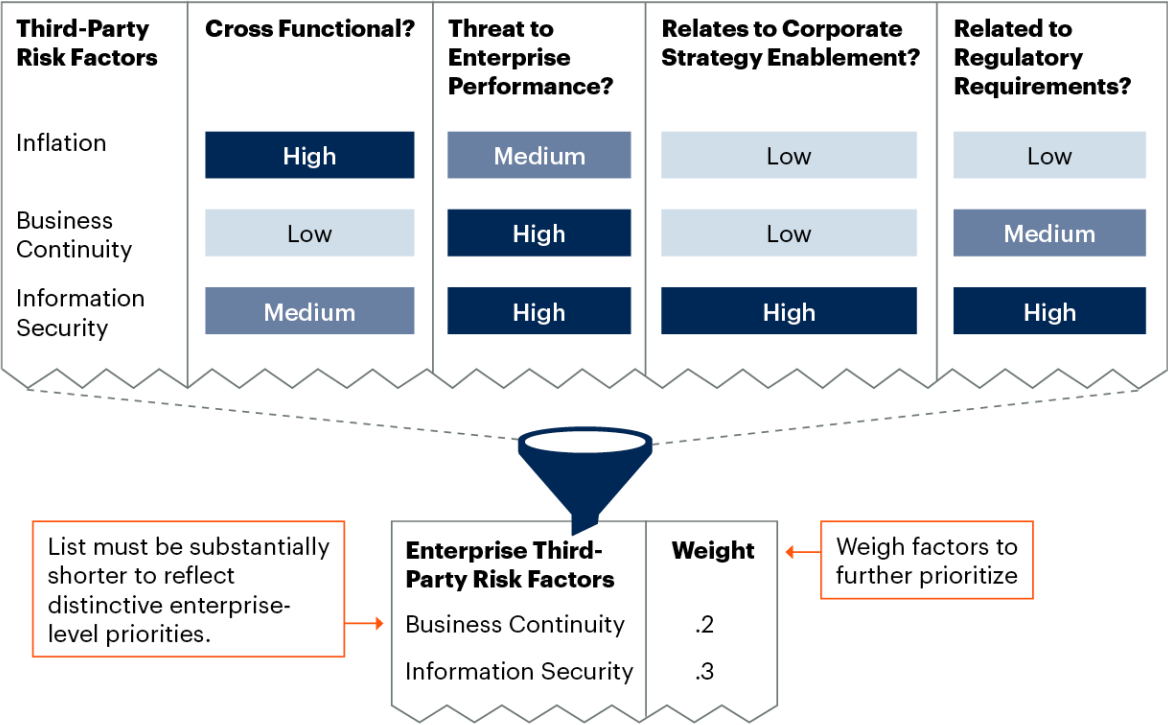 Third-Party
Risk Factors
Cross Functional?
Threat to
Enterprise
Performance?
Relates to Corporate
Strategy Enablement?
Related to
Regulatory
Requirements?
Inflation
High
Medium
Low
Low
Business
Continuity
Low
High
Low
Medium
Information
Security
Medium
High
High
High
List must be substantially
shorter to reflect
distinctive enterprise-
level priorities.
Enterprise Third-
Party Risk Factors
Weight
Business Continuity
.2
Information Security
.3
Weigh factors to
further prioritize